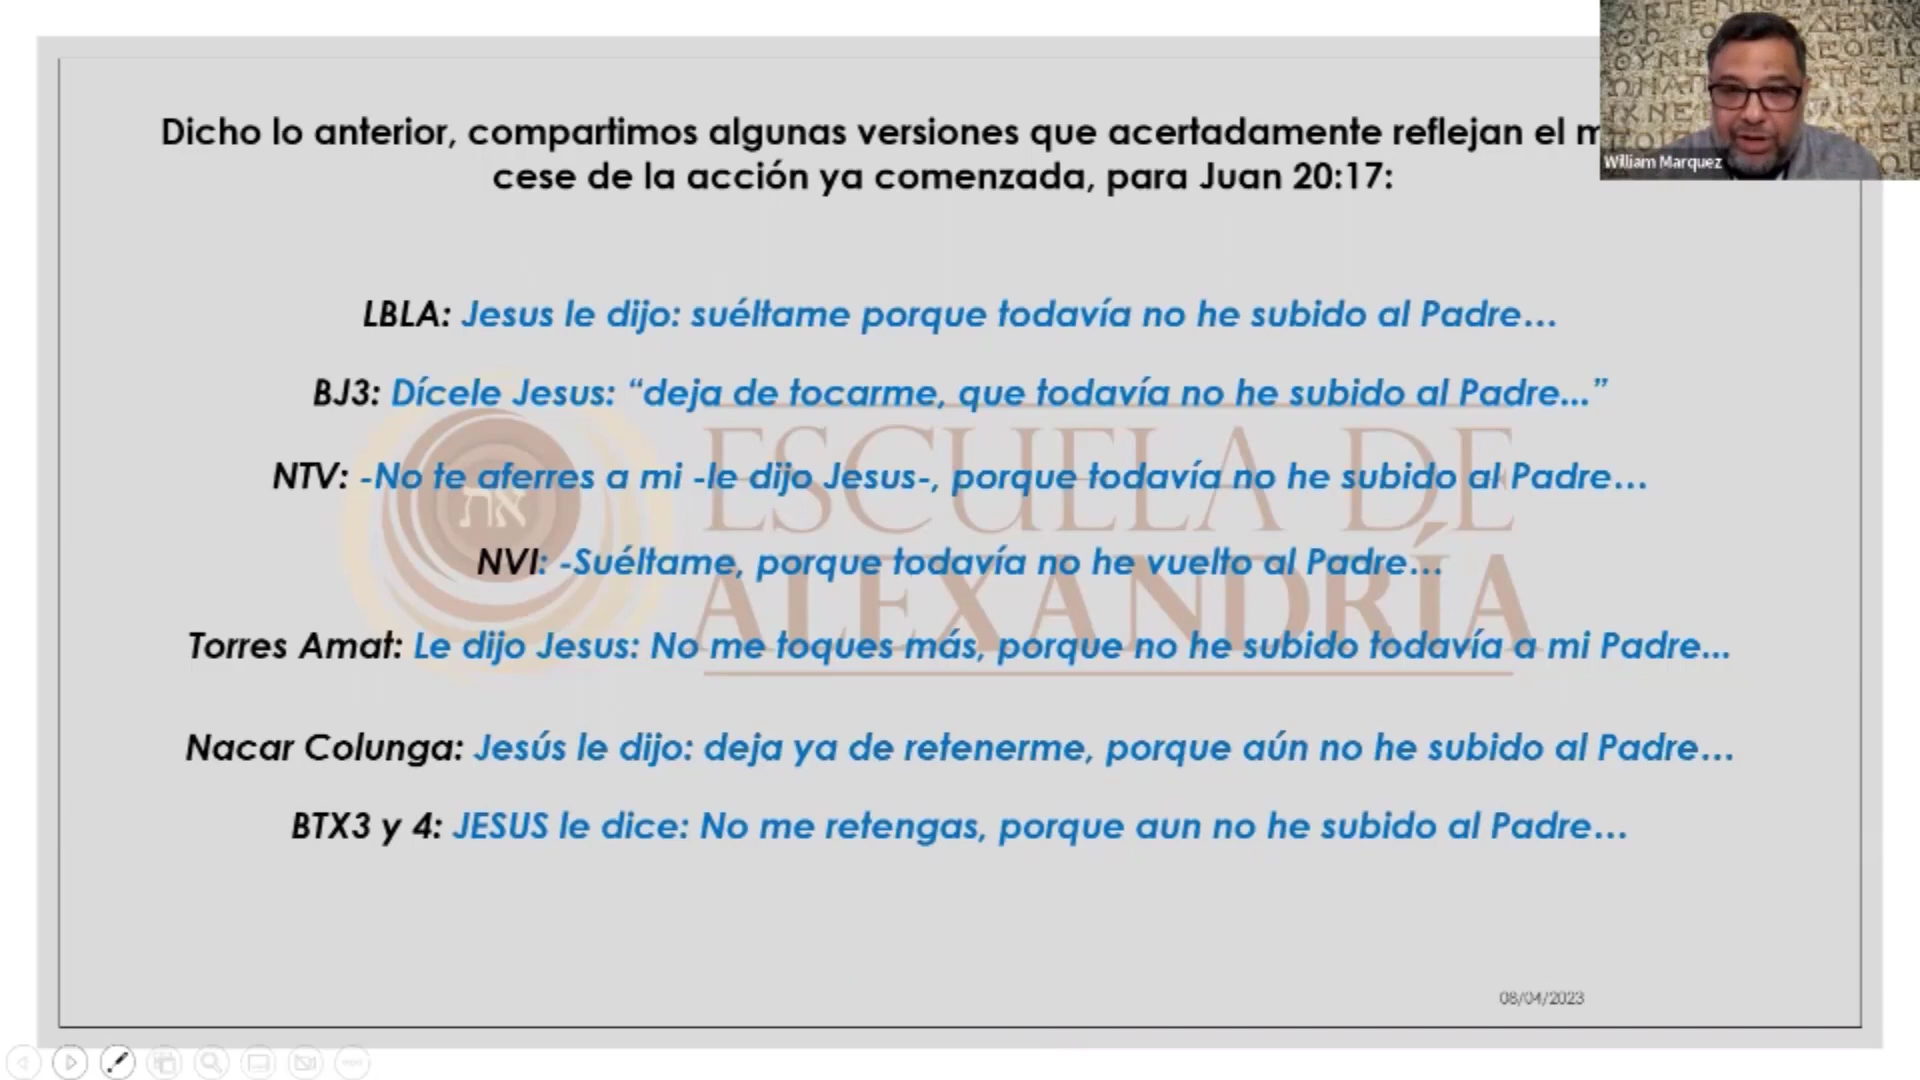 Dicho lo anterior, compartimos algunas versiones que acertadamente reflejan el
cese de la acción ya comenzada, para Juan 20:17:
William Marquez
LBLA: Jesus le dijo: suéltame porque todavía no he subido al Padre...
BJ3: Dícele Jesus: “deja de tocarme, que todavía no he subido al Padre...”
NTV: -No te aferres a mi -le dijo Jesus-, porque todavía no he subido al Padre...
NVI: -Suéltame, porque todavía no he vuelto al Padre...
Torres Amat: Le dijo Jesus: No me toques más, porque no he subido todavía a mi Padre...
Nacar Colunga: Jesús le dijo: deja ya de retenerme, porque aún no he subido al Padre...
BTX3 y 4: JESUS le dice: No me retengas, porque aun no he subido al Padre...
את
ESCUELA DE
ALEXANDRÍA
08/04/2023